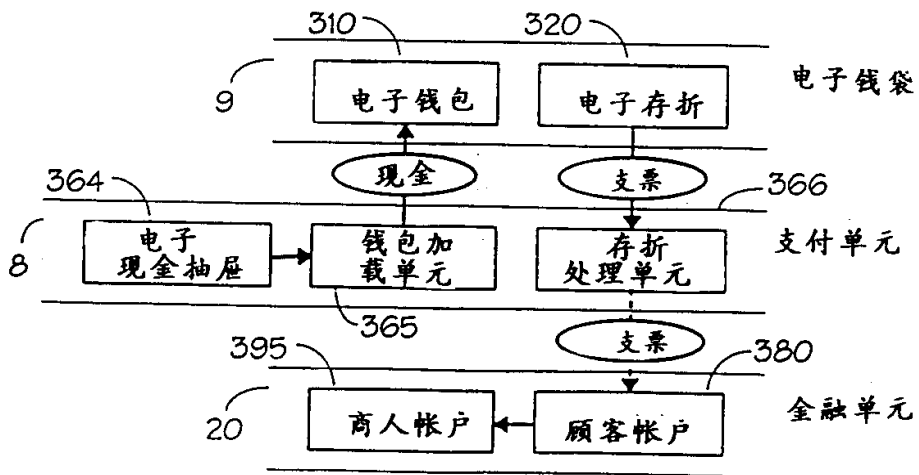 310
320
9
电子钱包
电子存折
电子钱袋
现金
支票
364
366
8
电子
现金抽屉
钱包加
载单元
存折
处理单元
支付单元
365
支票
395
380
20
商人帐户
顾客帐户
金融单元